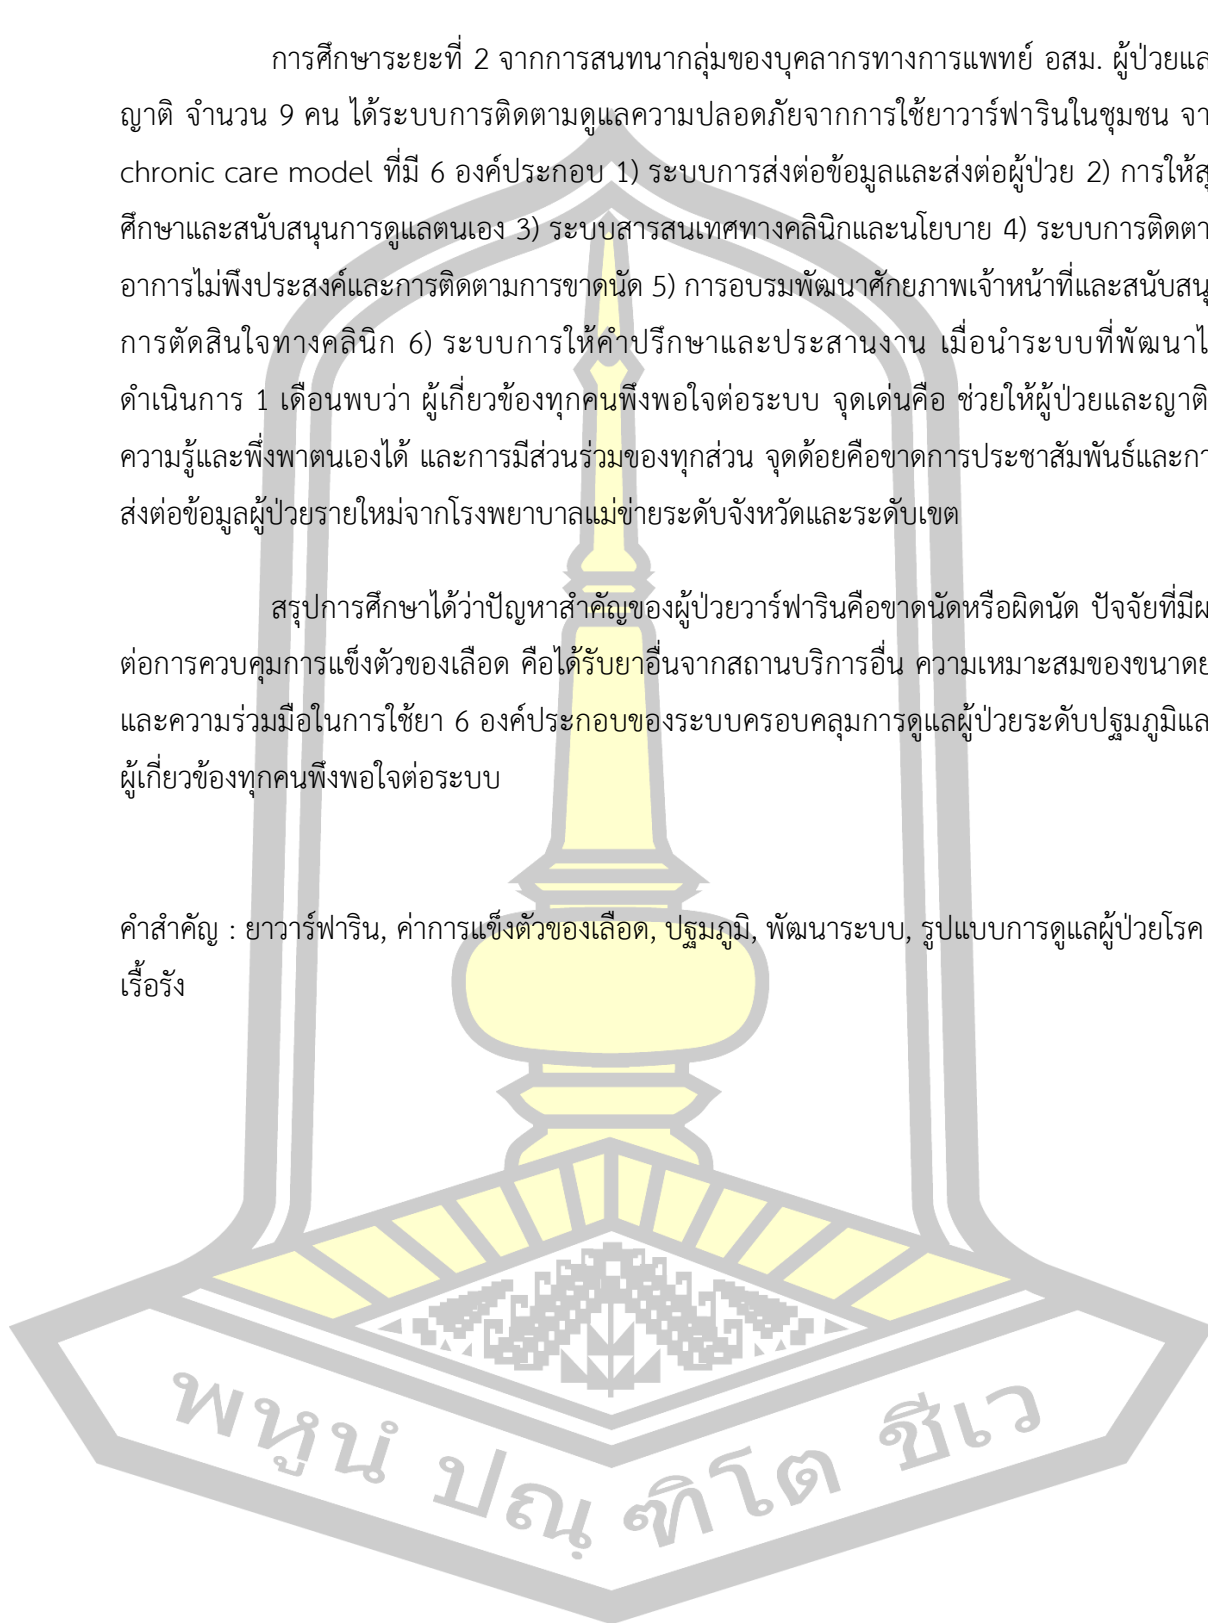 การศึกษาระยะที่ 2 จากการสนทนากลุ่มของบุคลากรทางการแพทย์ อสม. ผู้ป่วยแล
ญาติ จำนวน 9 คน ได้ระบบการติดตามดูแลความปลอดภัยจากการใช้ยาวาร์ฟารินในชุมชน จา
chronic care model ที่มี 6 องค์ประกอบ 1) ระบบการส่งต่อข้อมูลและส่งต่อผู้ป่วย 2) การให้สุ
ศึกษาและสนับสนุนการดูแลตนเอง 3) ระบบสารสนเทศทางคลินิกและนโยบาย 4) ระบบการติดตา
อาการไม่พึงประสงค์และการติดตามการขาดนัด 5) การอบรมพัฒนาศักยภาพเจ้าหน้าที่และสนับสนุ
การตัดสินใจทางคลินิก 6) ระบบการให้คำปรึกษาและประสานงาน เมื่อนำระบบที่พัฒนาไ
ดำเนินการ 1 เดือนพบว่า ผู้เกี่ยวข้องทุกคนพึงพอใจต่อระบบ จุดเด่นคือ ช่วยให้ผู้ป่วยและญาติ
ความรู้และพึ่งพาตนเองได้ และการมีส่วนร่วมของทุกส่วน จุดด้อยคือขาดการประชาสัมพันธ์และกา
ส่งต่อข้อมูลผู้ป่วยรายใหม่จากโรงพยาบาลแม่ข่ายระดับจังหวัดและระดับเขต
สรุปการศึกษาได้ว่าปัญหาสำคัญของผู้ป่วยวาร์ฟารินคือขาดนัดหรือผิดนัด ปัจจัยที่มีผ
ต่อการควบคุมการแข็งตัวของเลือด คือได้รับยาอื่นจากสถานบริการอื่น ความเหมาะสมของขนาดย
และความร่วมมือในการใช้ยา 6 องค์ประกอบของระบบครอบคลุมการดูแลผู้ป่วยระดับปฐมภูมิแล
ผู้เกี่ยวข้องทุกคนพึงพอใจต่อระบบ
คำสำคัญ : ยาวาร์ฟาริน, ค่าการแข็งตัวของเลือด, ปฐมภูมิ, พัฒนาระบบ, รูปแบบการดูแลผู้ป่วยโรค
เรื้อรัง
พหูนํ ปณฺ ฑิโต ชีเว